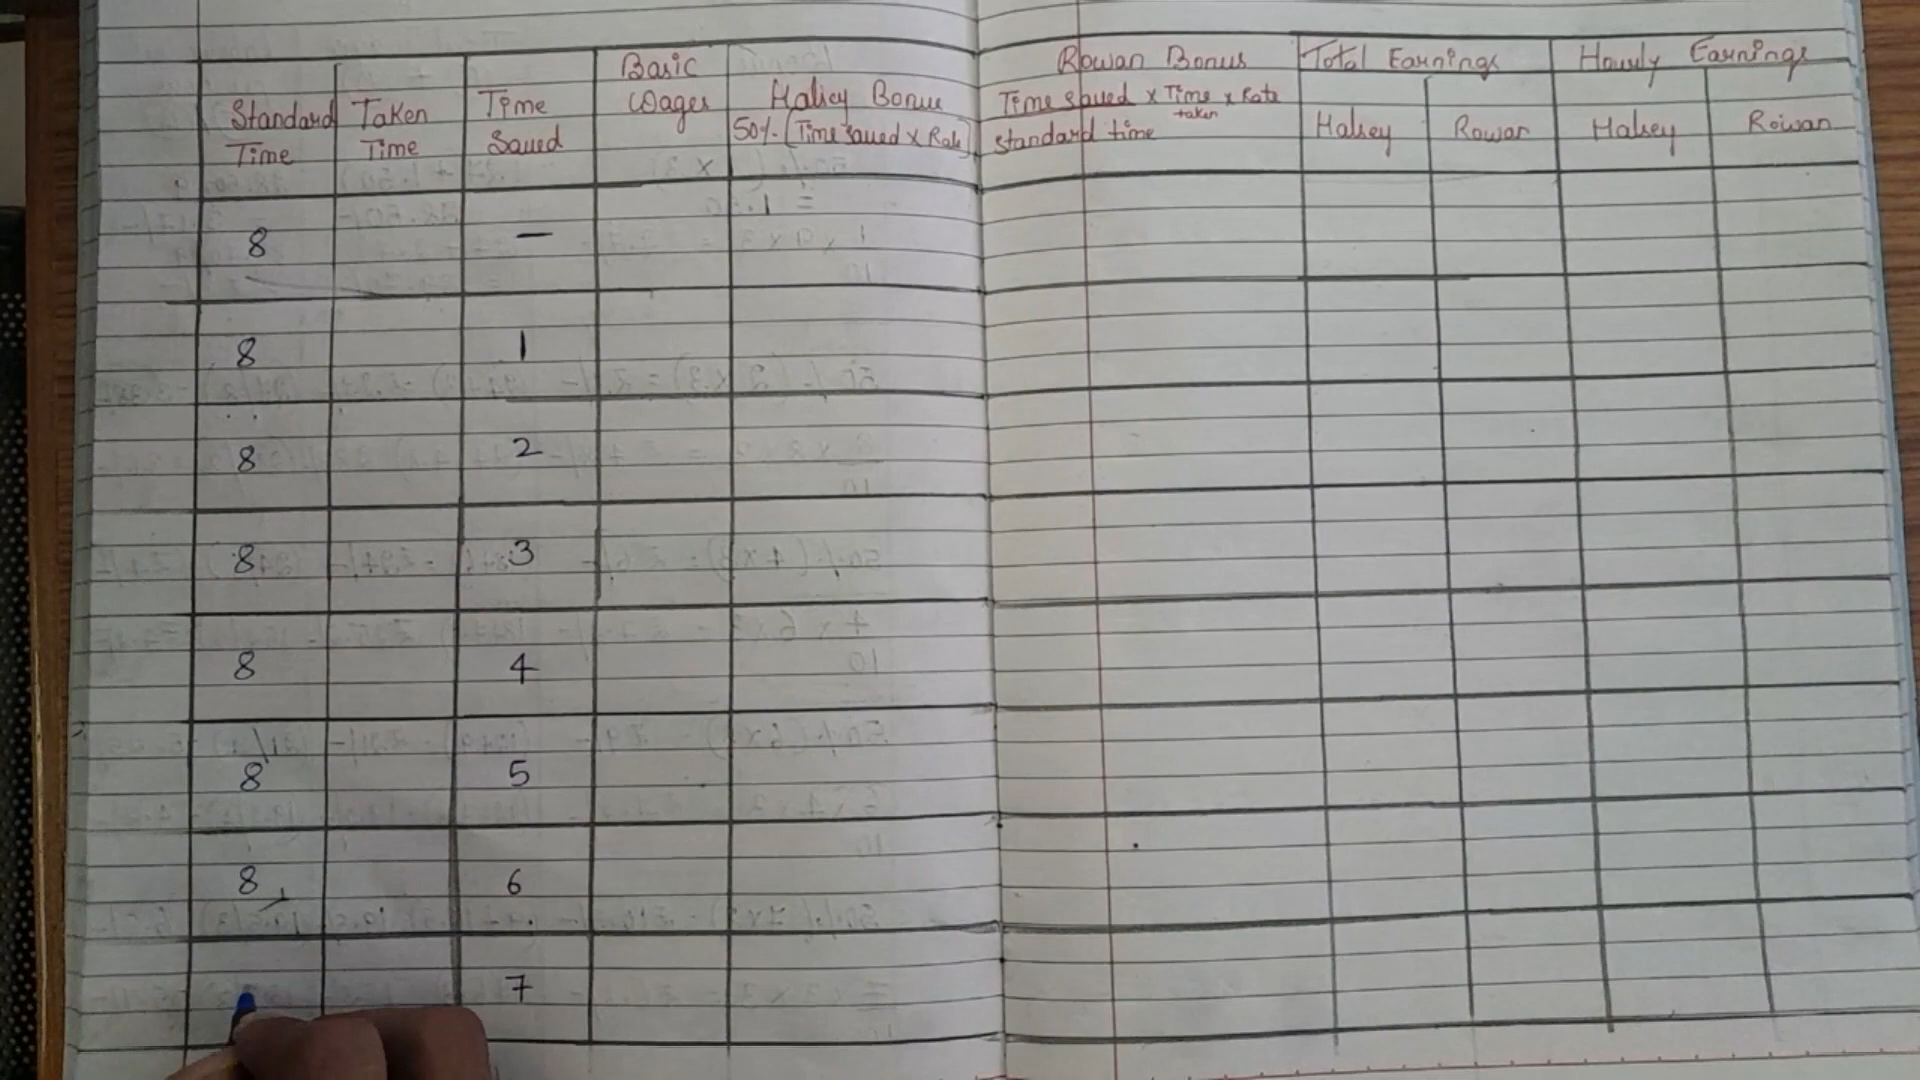 Standard Time
Taken Time
Time Saved
Basic Wages
Halsey Bonus
50% [Time saved x Rate]
Rowan Bonus
Time saved x Time taken x Rate
standard time
Total Earnings
Halsey Rowan
Hourly Earnings
Halsey Rowan
8 —
8 1
8 2
8 3
8 4
8 5
8 6
7